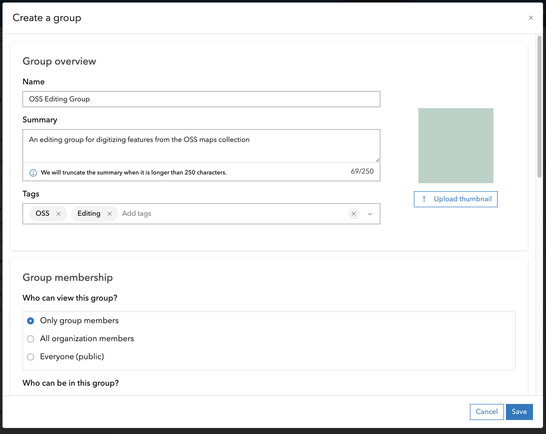 Create a group
Group overview
Name
OSS Editing Group
Summary
An editing group for digitizing features from the OSS maps collection
We will truncate the summary when it is longer than 250 characters.
69/250
Upload thumbnail
Tags
OSS
Editing
Add tags
Group membership
Who can view this group?
Only group members
All organization members
Everyone (public)
Who can be in this group?
Cancel
Save